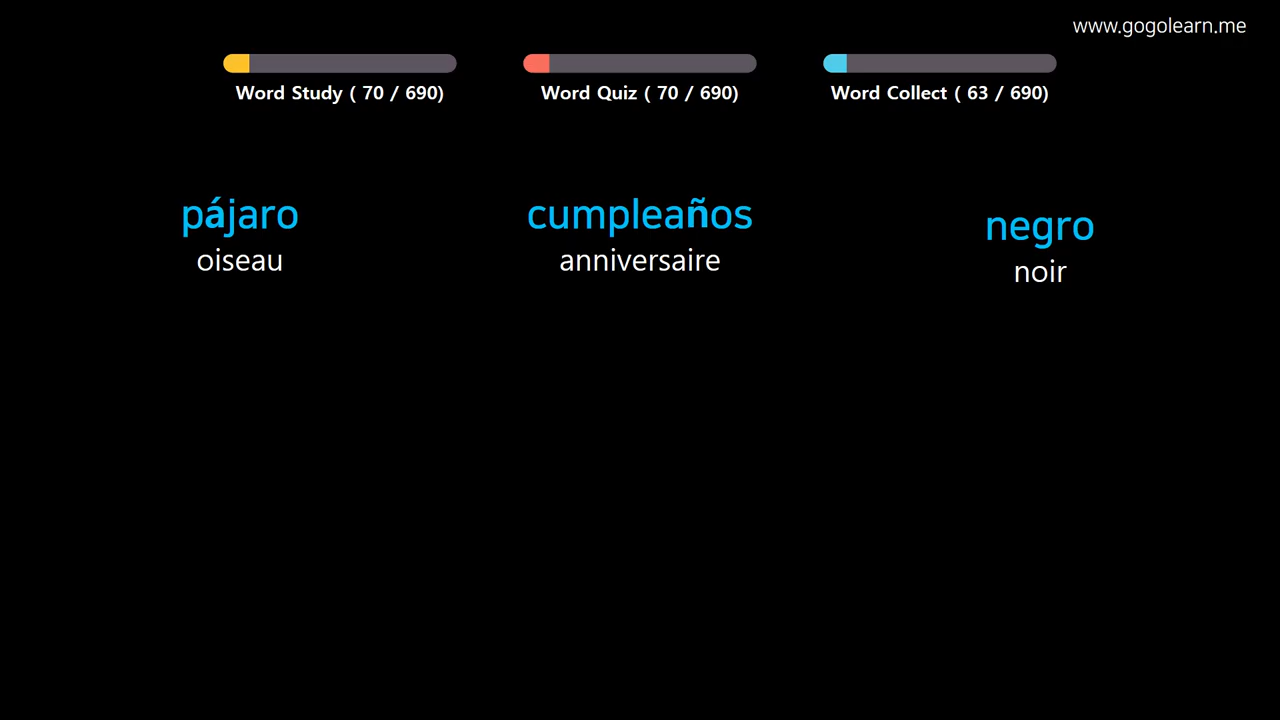 www.gogolearn.me
Word Study ( 70 / 690)
Word Quiz ( 70 / 690)
Word Collect ( 63 / 690)
pájaro
oiseau
cumpleaños
anniversaire
negro
noir